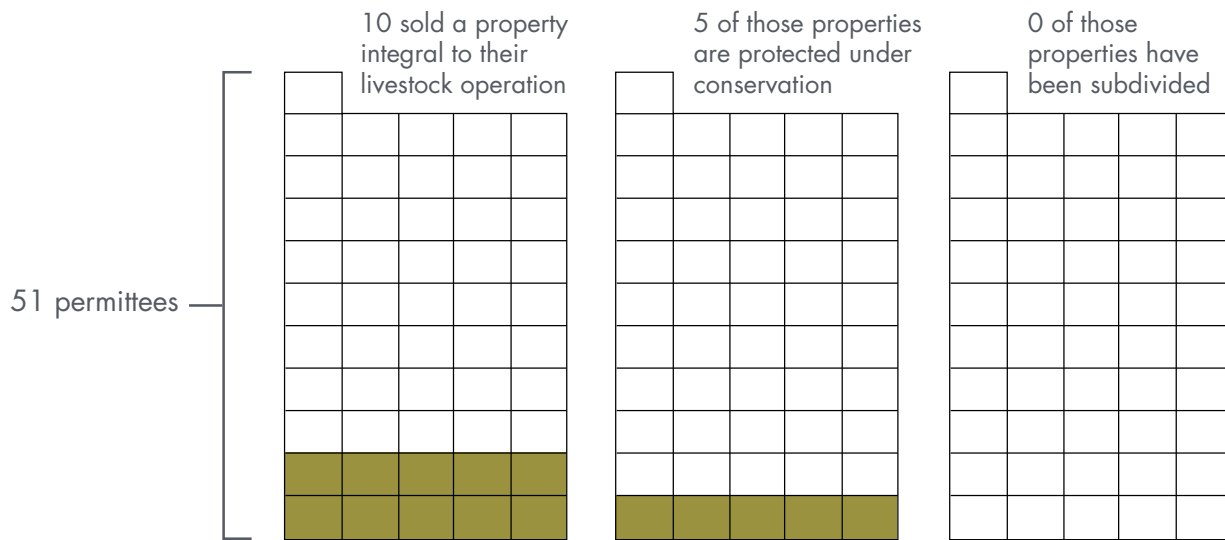 10 sold a property
integral to their
livestock operation
5 of those properties
are protected under
conservation
0 of those
properties have
been subdivided
51 permittees